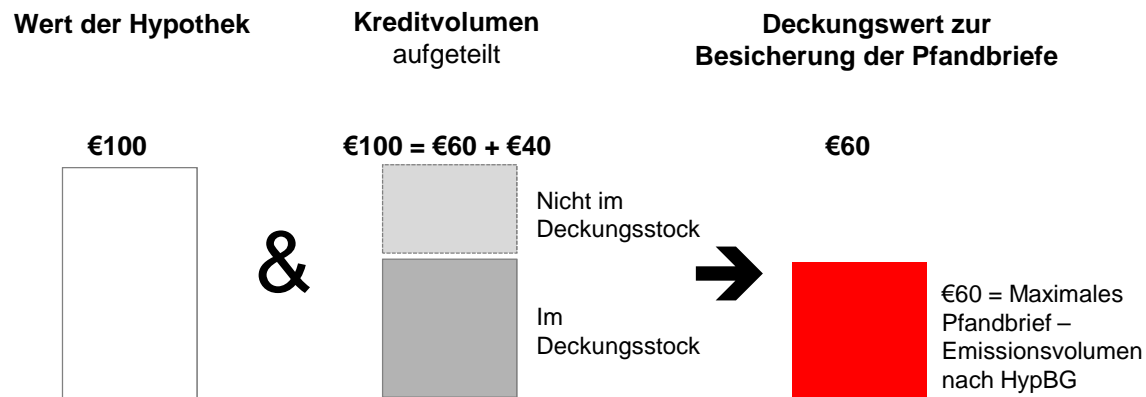 Wert der Hypothek
Kreditvolumen
aufgeteilt
Deckungswert zur
Besicherung der Pfandbriefe
€100
€100 = €60 + €40
€60
Nicht im
Deckungsstock
&
➔
Im
Deckungsstock
€60 = Maximales
Pfandbrief –
Emissionsvolumen
nach HypBG